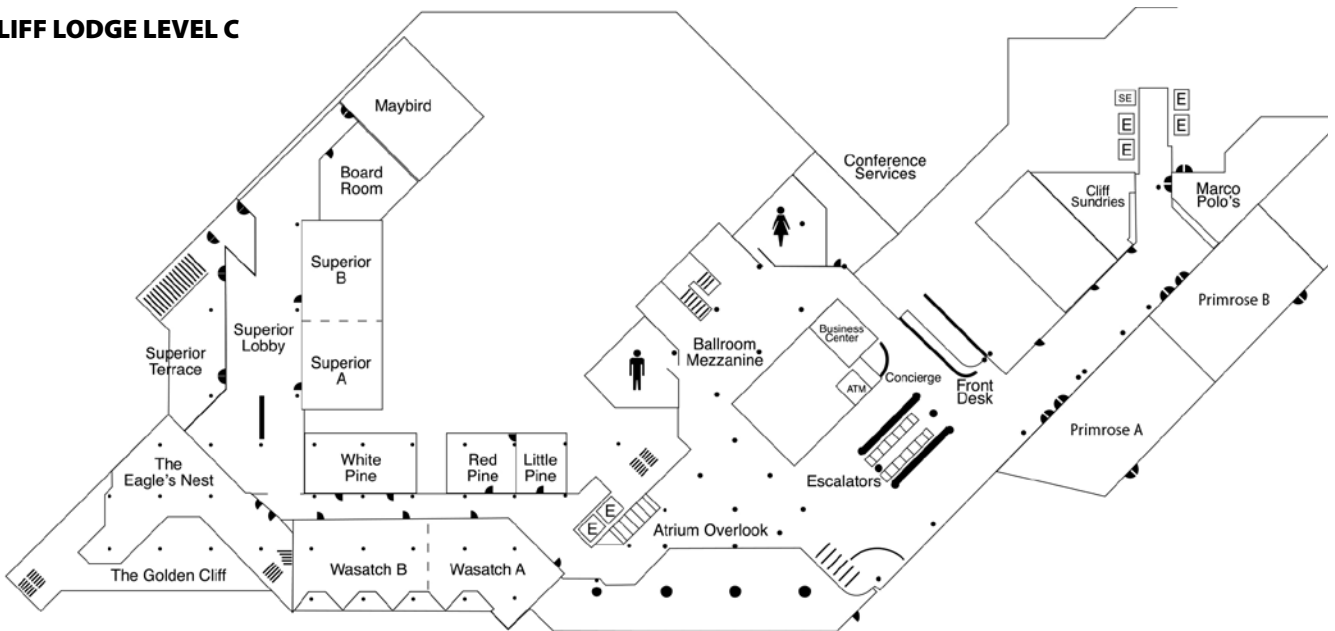 LIFF LODGE LEVEL C
Maybird
Board
Room
Superior
B
Superior
A
Superior
Lobby
Superior
Terrace
The
Eagle's Nest
The Golden Cliff
White
Pine
Red
Pine
Little
Pine
Wasatch B
Wasatch A
E
E
Atrium Overlook
Ballroom
Mezzanine
Business
Center
ATM
Concierge
Front
Desk
Escalators
Conference
Services
Cliff
Sundries
SE
E
E
E
E
Marco
Polo's
Primrose B
Primrose A